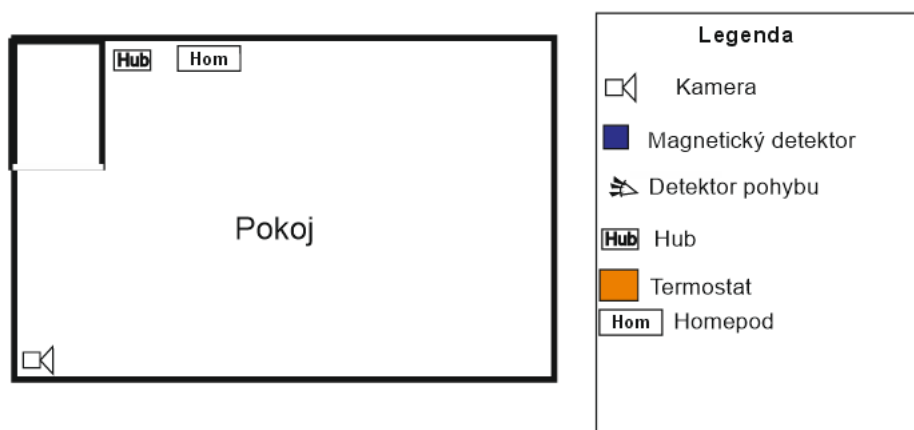 Hub
Hom
Pokoj
Legenda
Kamera
Magnetický detektor
Detektor pohybu
Hub Hub
Termostat
Hom Homepod